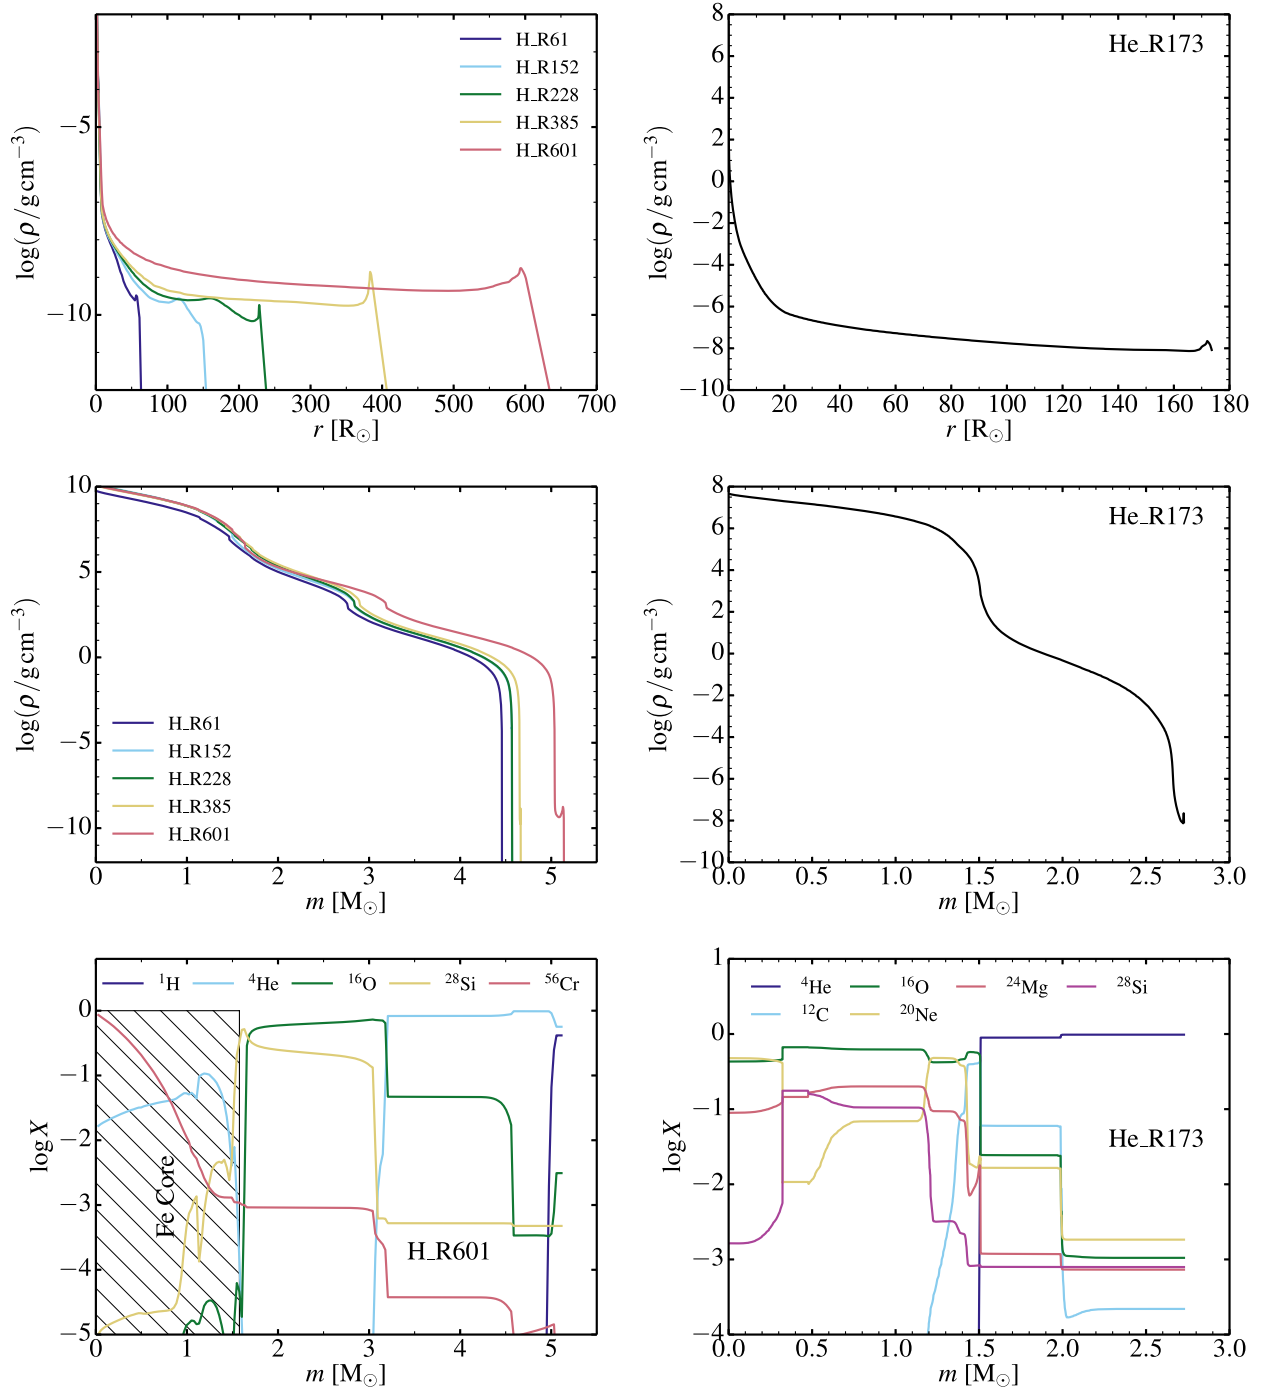 H_R61
H_R152
H_R228
H_R385
H_R601
−5
−10
log(ρ/g cm⁻³)
0 100 200 300 400 500 600 700
r [R☉]
He_R173
8
6
4
2
0
−2
−4
−6
−8
−10
log(ρ/g cm⁻³)
0 20 40 60 80 100 120 140 160 180
r [R☉]
10
5
0
−5
−10
log(ρ/g cm⁻³)
H_R61
H_R152
H_R228
H_R385
H_R601
0 1 2 3 4 5
m [M☉]
He_R173
8
6
4
2
0
−2
−4
−6
−8
−10
log(ρ/g cm⁻³)
0.0 0.5 1.0 1.5 2.0 2.5 3.0
m [M☉]
¹H ⁴He ¹⁶O ²⁸Si ⁵⁶Cr
0
−1
−2
−3
−4
−5
log X
Fe Core
H_R601
0 1 2 3 4 5
m [M☉]
⁴He ¹⁶O ²⁴Mg ²⁸Si
¹²C ²⁰Ne
1
0
−1
−2
−3
−4
log X
He_R173
0.0 0.5 1.0 1.5 2.0 2.5 3.0
m [M☉]